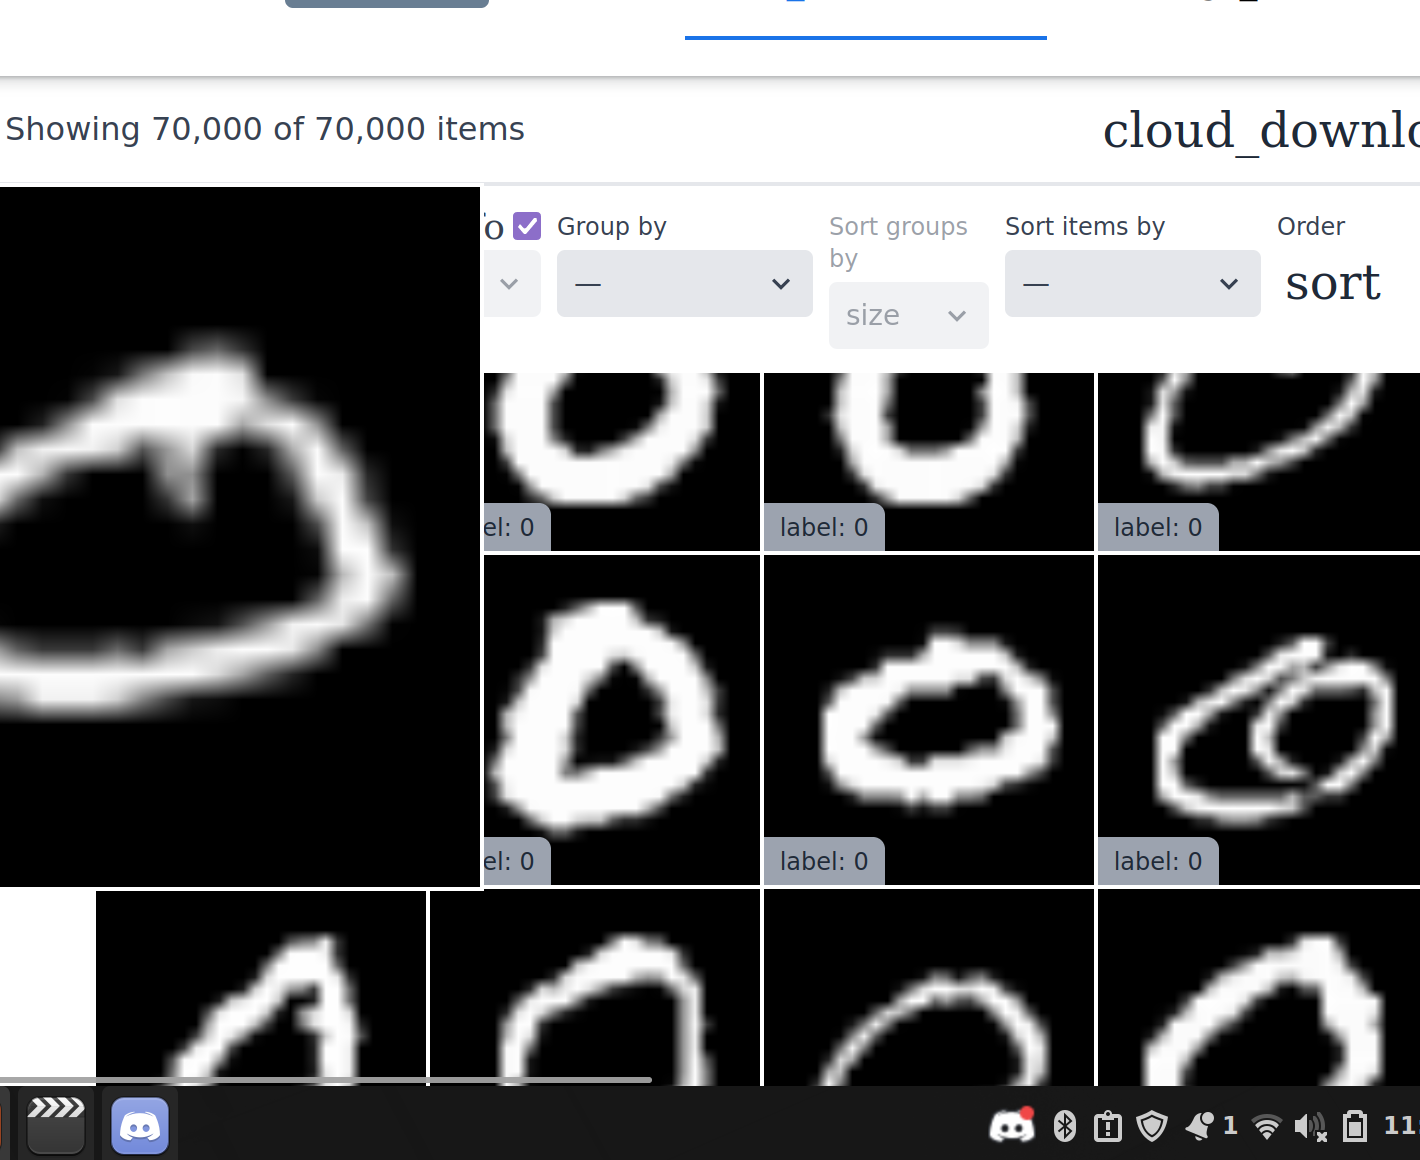 Showing 70,000 of 70,000 items
cloud_downlo
o
Group by
—
Sort groups
by
size
Sort items by
—
Order
sort
el: 0
label: 0
label: 0
el: 0
label: 0
label: 0
1
11